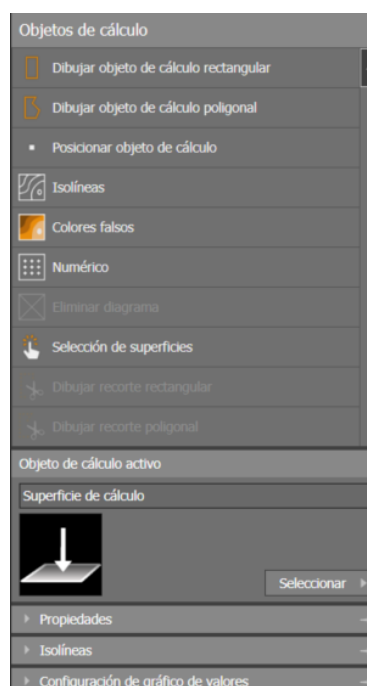 Objetos de cálculo
Dibujar objeto de cálculo rectangular
Dibujar objeto de cálculo poligonal
Posicionar objeto de cálculo
Isolíneas
Colores falsos
Numérico
Eliminar diagrama
Selección de superficies
Dibujar recorte rectangular
Dibujar recorte poligonal
Objeto de cálculo activo
Superficie de cálculo
Seleccionar
Propiedades
Isolíneas
Configuración de gráfico de valores